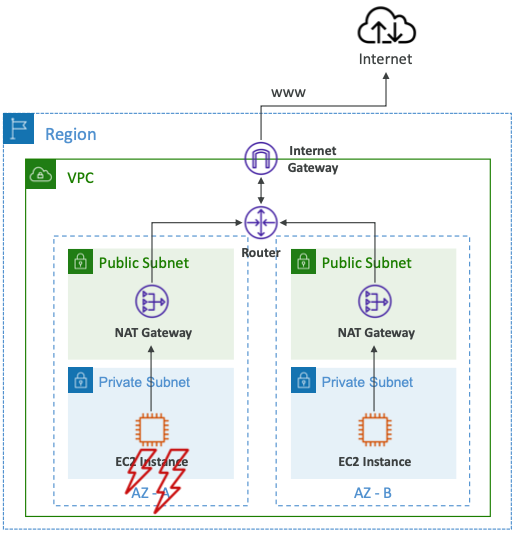 Internet
www
Region
Internet
Gateway
VPC
Router
Public Subnet
Public Subnet
NAT Gateway
NAT Gateway
Private Subnet
Private Subnet
EC2 Instance
EC2 Instance
AZ - A
AZ - B